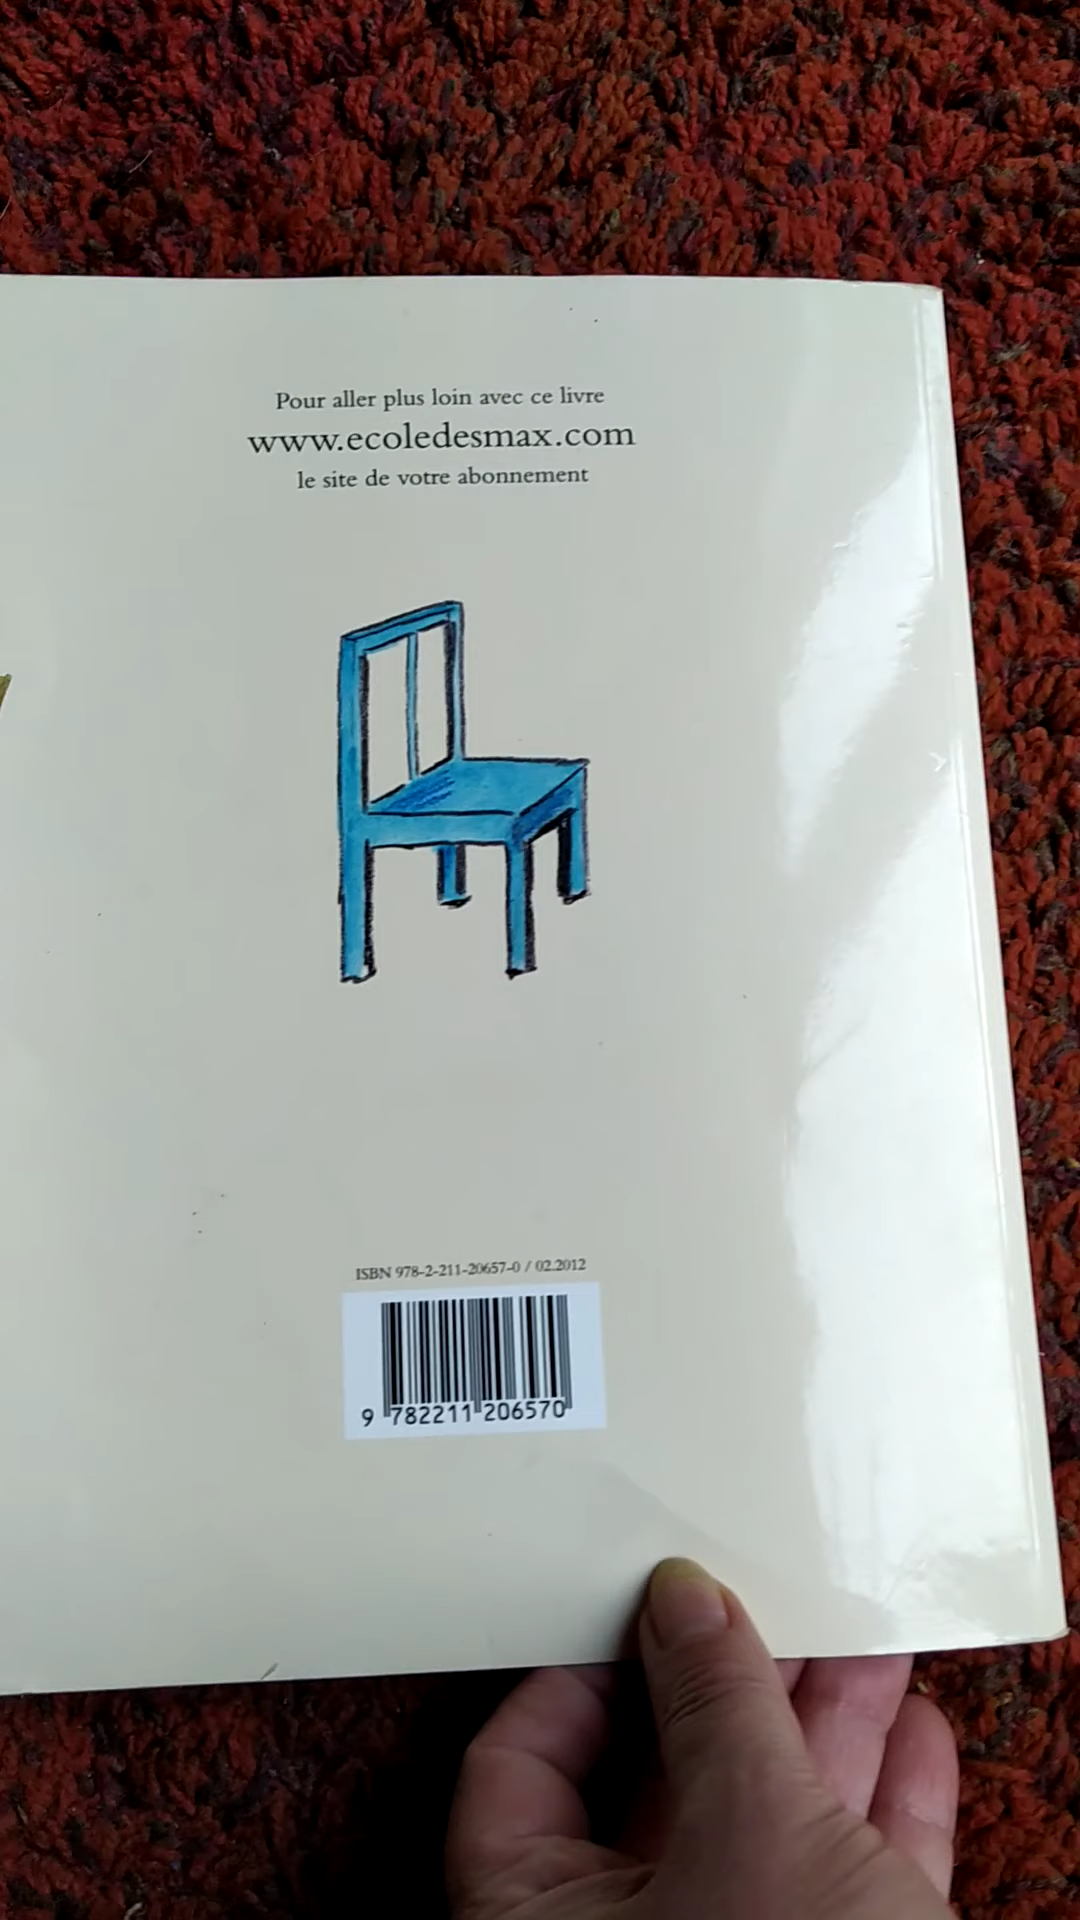 Pour aller plus loin avec ce livre
www.ecoledesmax.com
le site de votre abonnement
ISBN 978-2-211-20657-0 / 02.2012
9 782211 206570